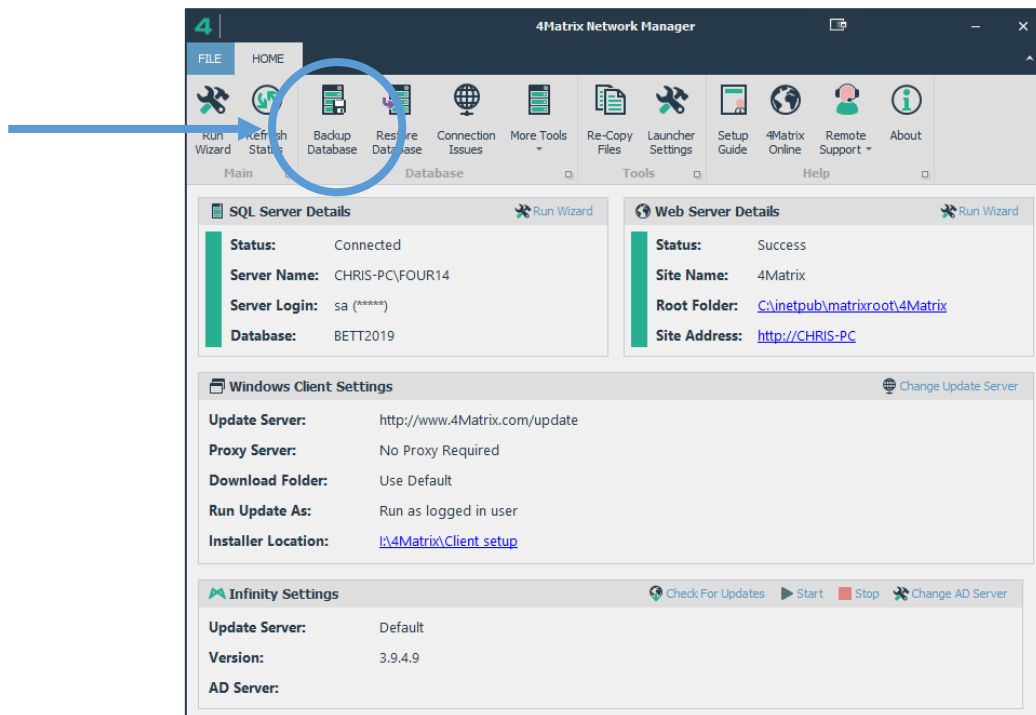 4 4Matrix Network Manager
FILE HOME
Run Wizard
Refresh Status
Backup Database
Restore Database
Connection Issues
More Tools
Re-Copy Files
Launcher Settings
Setup Guide
4Matrix Online
Remote Support
About
Main Database Tools Help
SQL Server Details Run Wizard
Status: Connected
Server Name: CHRIS-PC\FOUR14
Server Login: sa (*****)
Database: BETT2019
Web Server Details Run Wizard
Status: Success
Site Name: 4Matrix
Root Folder: C:\inetpub\matrixroot\4Matrix
Site Address: http://CHRIS-PC
Windows Client Settings Change Update Server
Update Server: http://www.4Matrix.com/update
Proxy Server: No Proxy Required
Download Folder: Use Default
Run Update As: Run as logged in user
Installer Location: I:\4Matrix\Client setup
Infinity Settings Check For Updates Start Stop Change AD Server
Update Server: Default
Version: 3.9.4.9
AD Server: